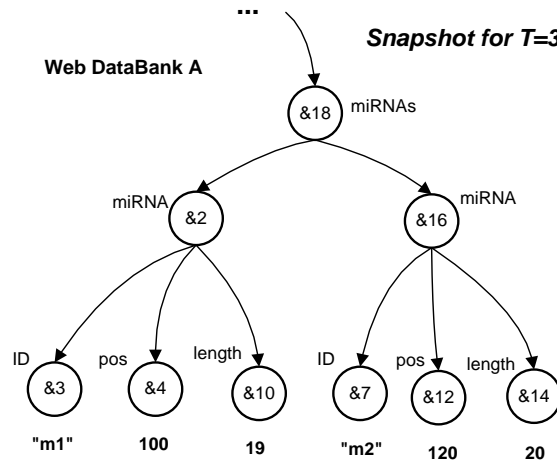 ...
Snapshot for T=3
Web DataBank A
&18 miRNAs
miRNA &2
&16 miRNA
ID &3
pos &4
length &10
ID &7
pos &12
length &14
"m1" 100 19 "m2" 120 20